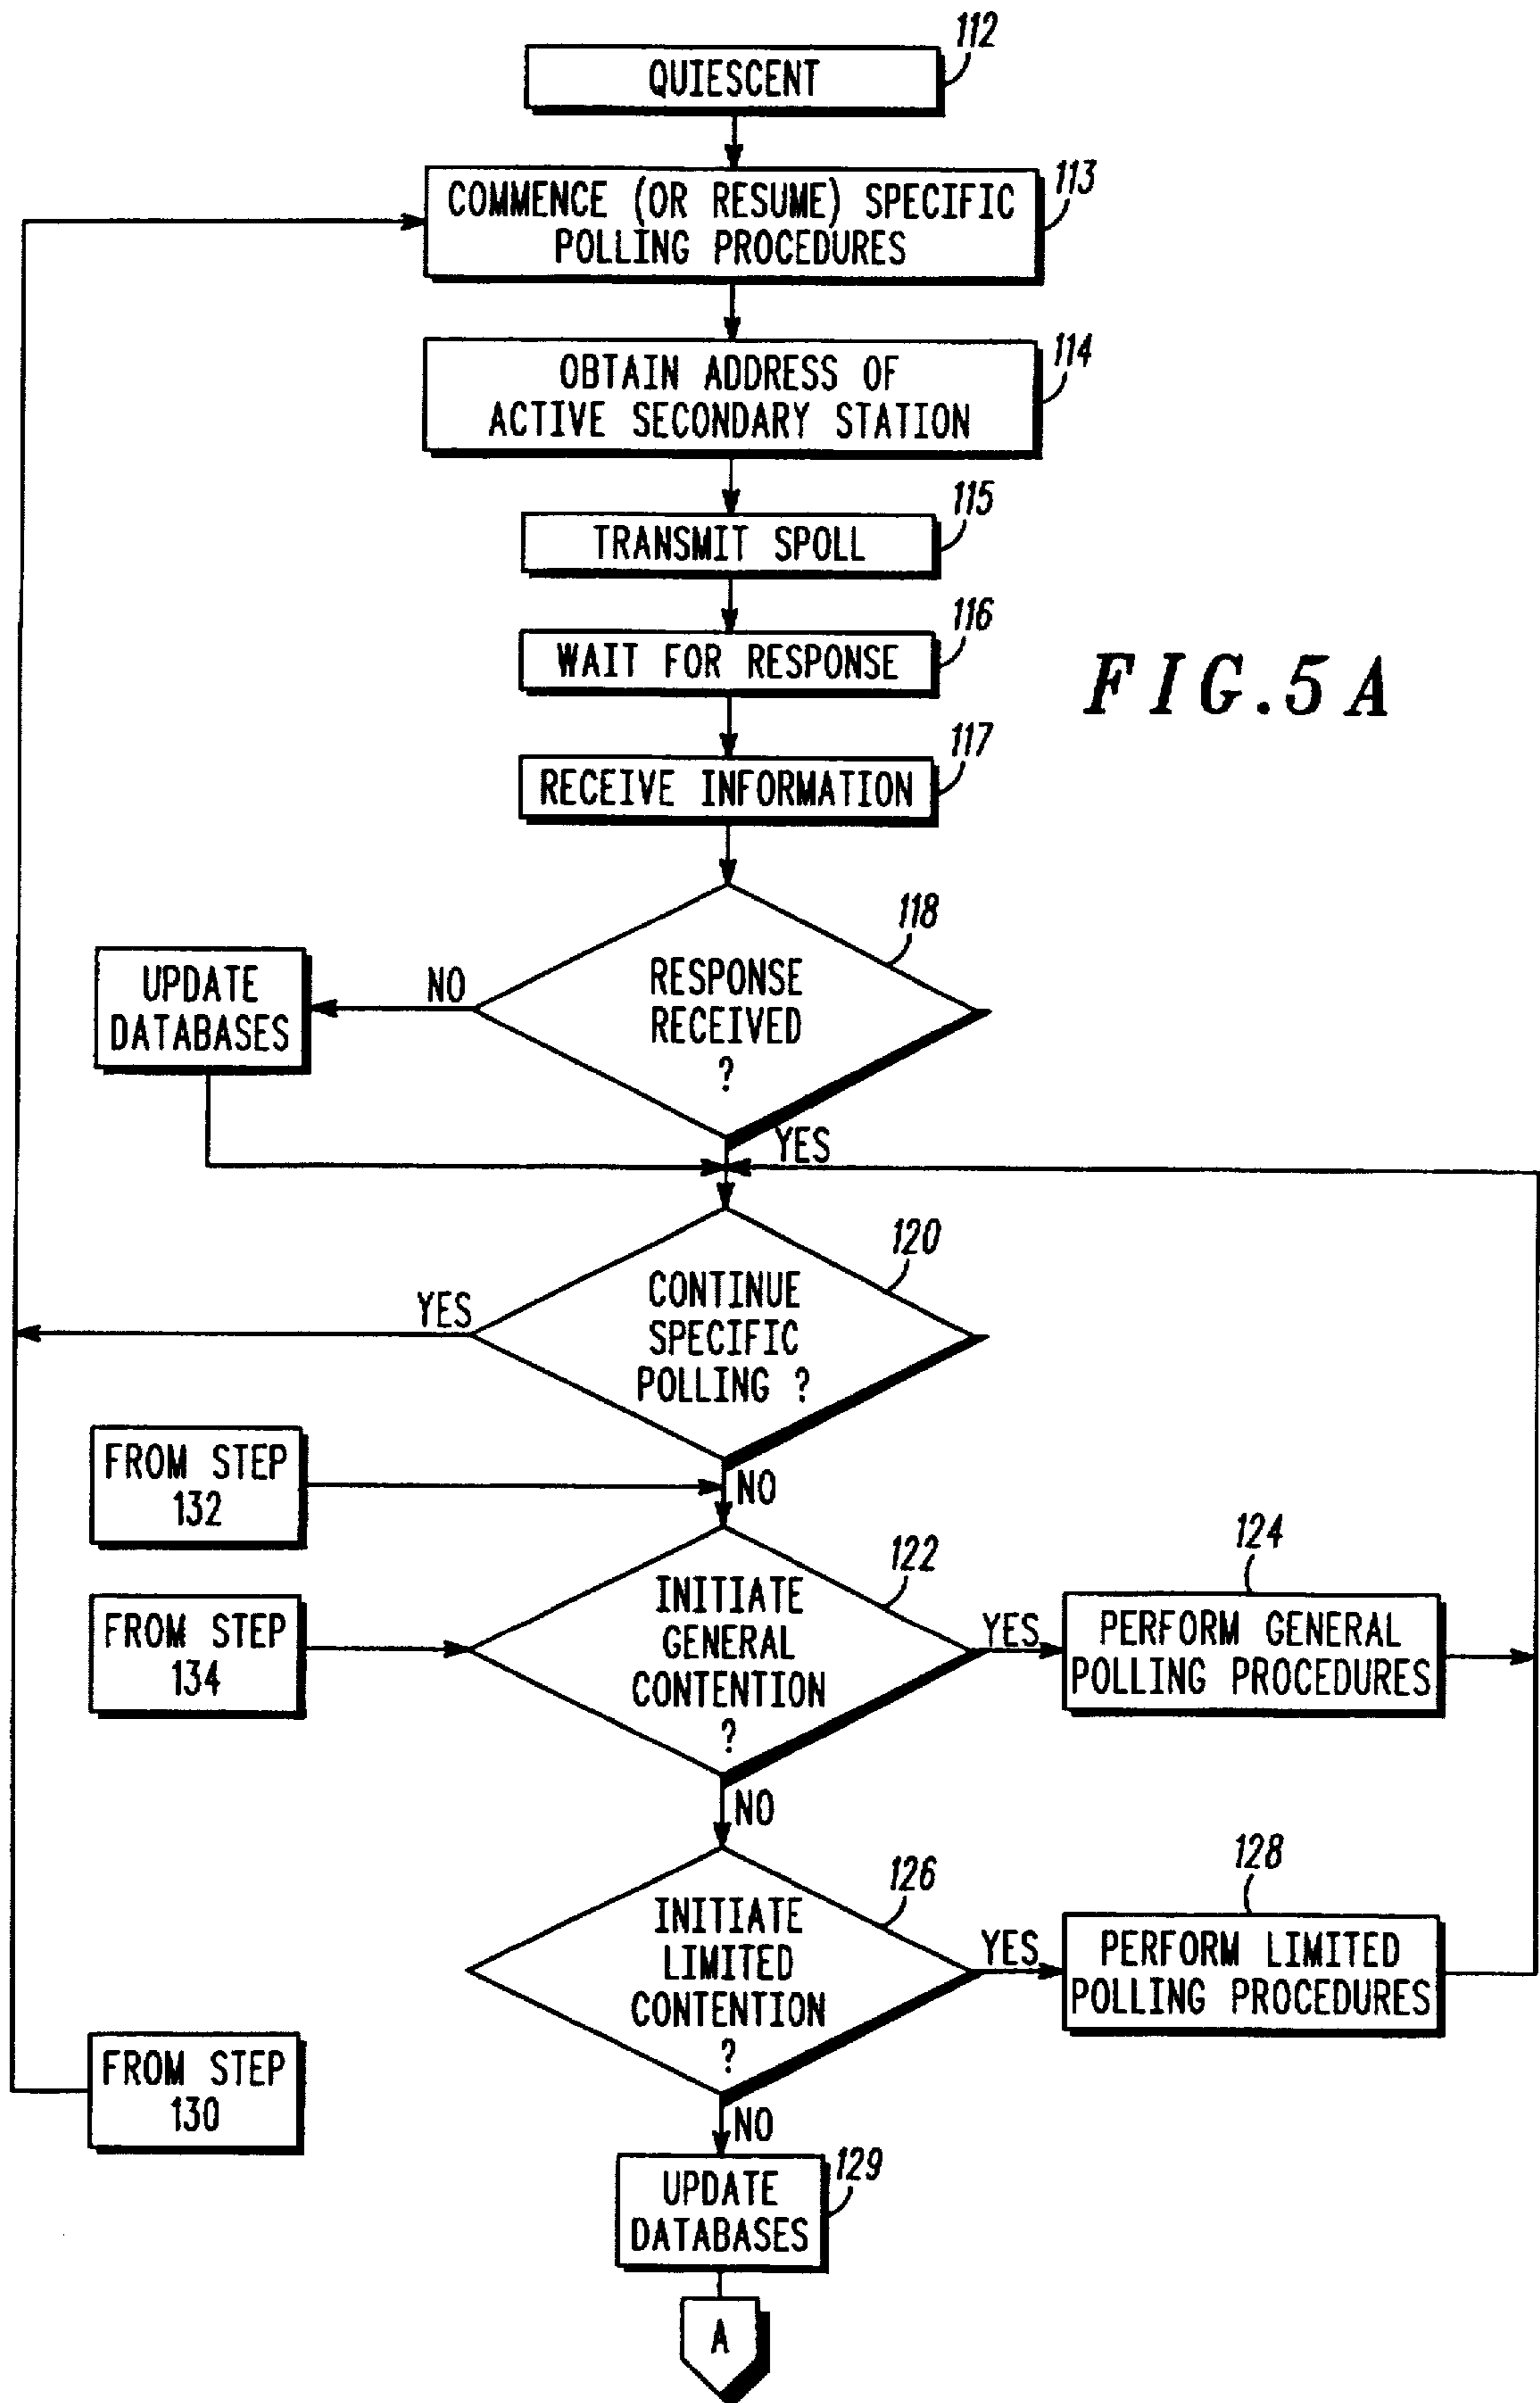 112
QUIESCENT
113
COMMENCE (OR RESUME) SPECIFIC
POLLING PROCEDURES
114
OBTAIN ADDRESS OF
ACTIVE SECONDARY STATION
115
TRANSMIT SPOLL
116
WAIT FOR RESPONSE
FIG.5A
117
RECEIVE INFORMATION
118
RESPONSE
RECEIVED
?
NO
UPDATE
DATABASES
YES
120
CONTINUE
SPECIFIC
POLLING ?
YES
FROM STEP
132
NO
122
INITIATE
GENERAL
CONTENTION
?
FROM STEP
134
YES
124
PERFORM GENERAL
POLLING PROCEDURES
NO
126
INITIATE
LIMITED
CONTENTION
?
YES
128
PERFORM LIMITED
POLLING PROCEDURES
FROM STEP
130
NO
129
UPDATE
DATABASES
A